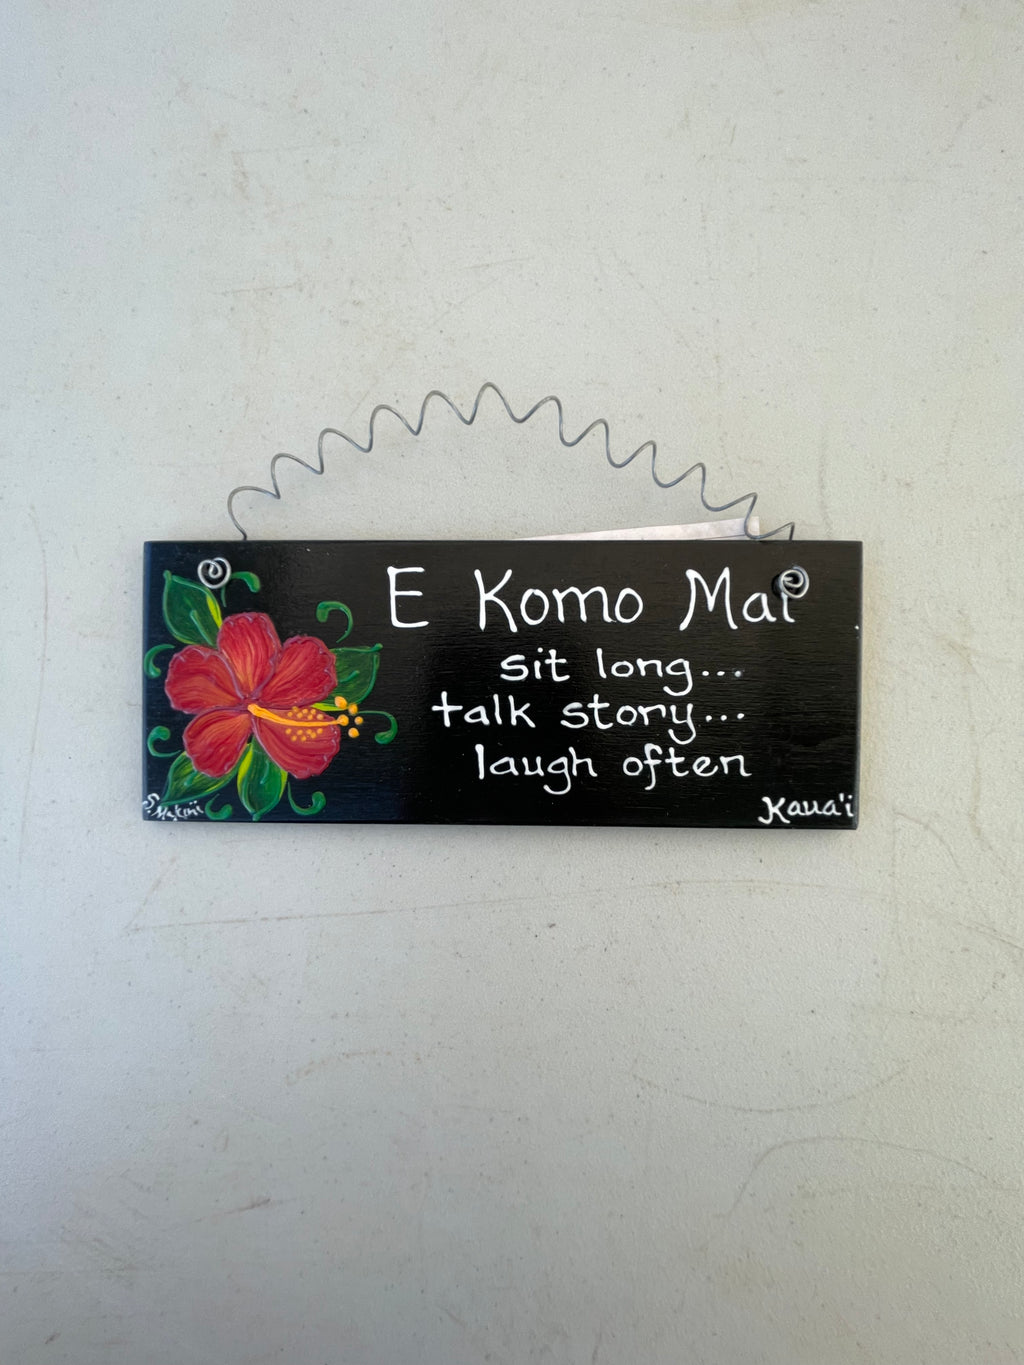 E Komo Mai
sit long...
talk story...
laugh often
Kaua'i